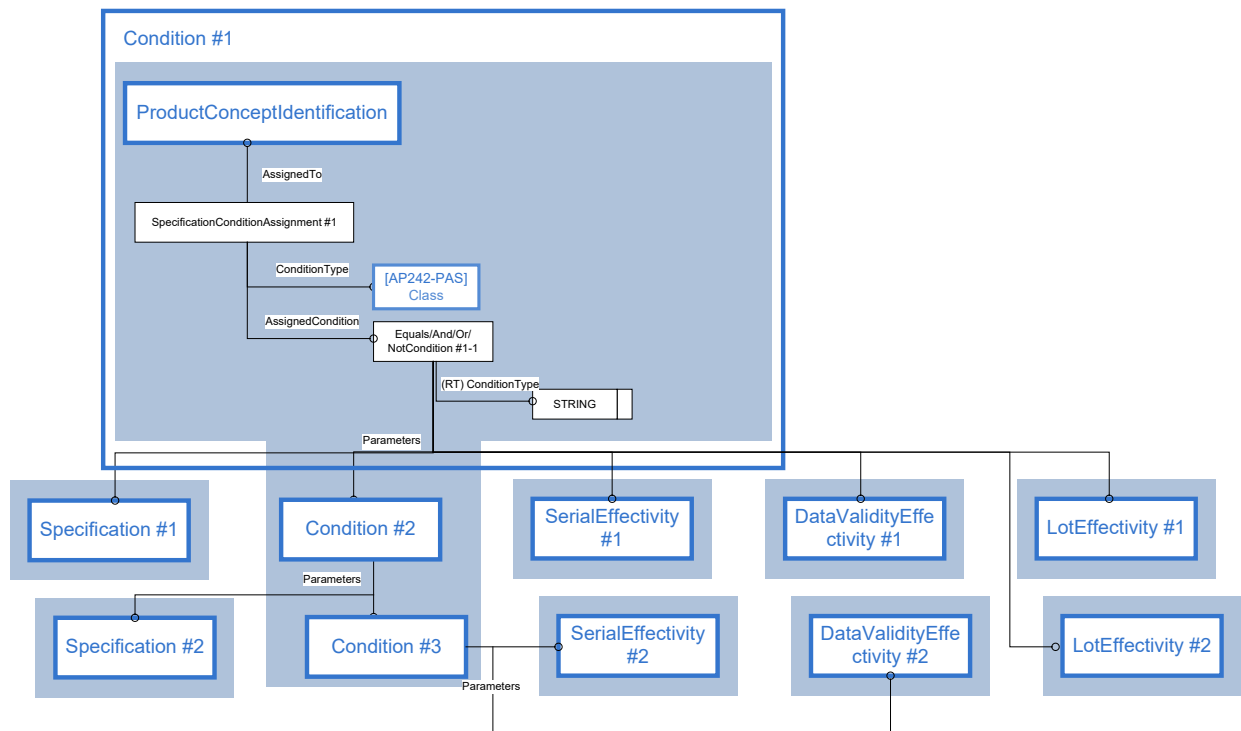 Condition #1
ProductConceptIdentification
AssignedTo
SpecificationConditionAssignment #1
ConditionType
[AP242-PAS]
Class
AssignedCondition
Equals/And/Or/
NotCondition #1-1
(RT) ConditionType
STRING
Parameters
Specification #1
Condition #2
SerialEffectivity
#1
DataValidityEffe
ctivity #1
LotEffectivity #1
Parameters
Specification #2
Condition #3
SerialEffectivity
#2
DataValidityEffe
ctivity #2
LotEffectivity #2
Parameters